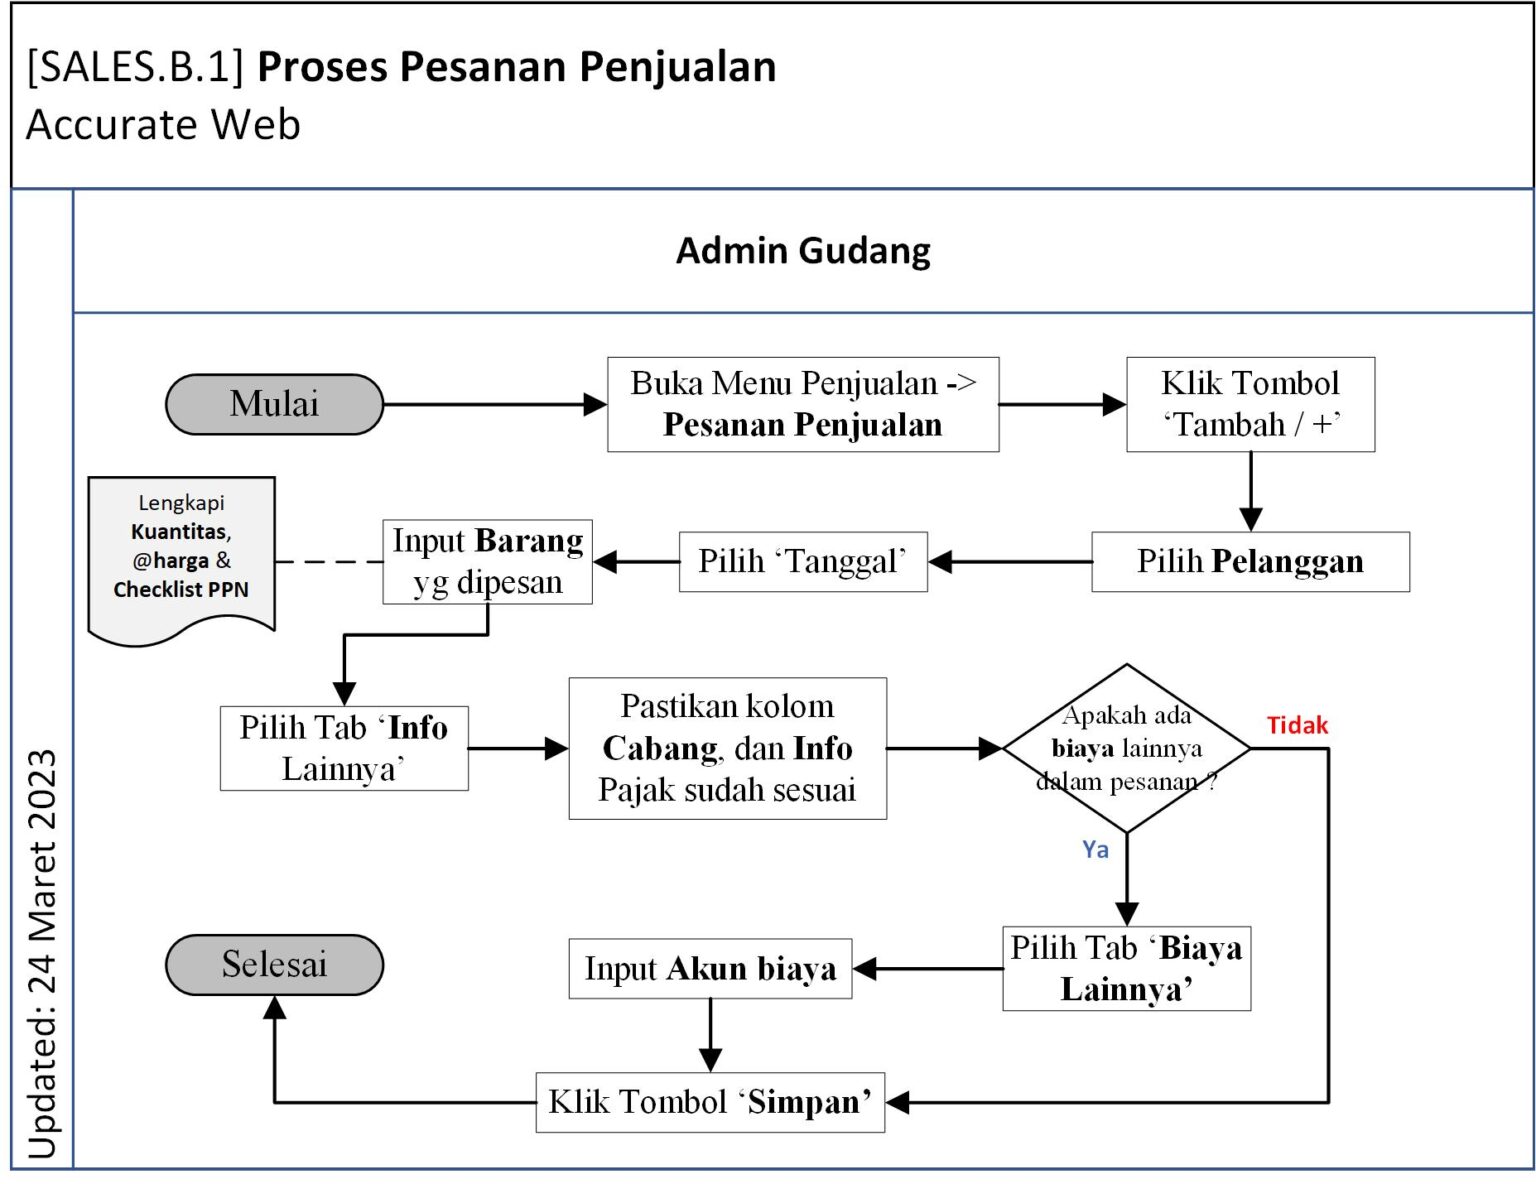 [SALES.B.1] Proses Pesanan Penjualan
Accurate Web
Updated: 24 Maret 2023
Admin Gudang
Mulai
Buka Menu Penjualan ->
Pesanan Penjualan
Klik Tombol
‘Tambah / +’
Pilih Pelanggan
Pilih ‘Tanggal’
Input Barang
yg dipesan
Lengkapi
Kuantitas,
@harga &
Checklist PPN
Pilih Tab ‘Info
Lainnya’
Pastikan kolom
Cabang, dan Info
Pajak sudah sesuai
Apakah ada
biaya lainnya
dalam pesanan ?
Tidak
Ya
Pilih Tab ‘Biaya
Lainnya’
Input Akun biaya
Klik Tombol ‘Simpan’
Selesai